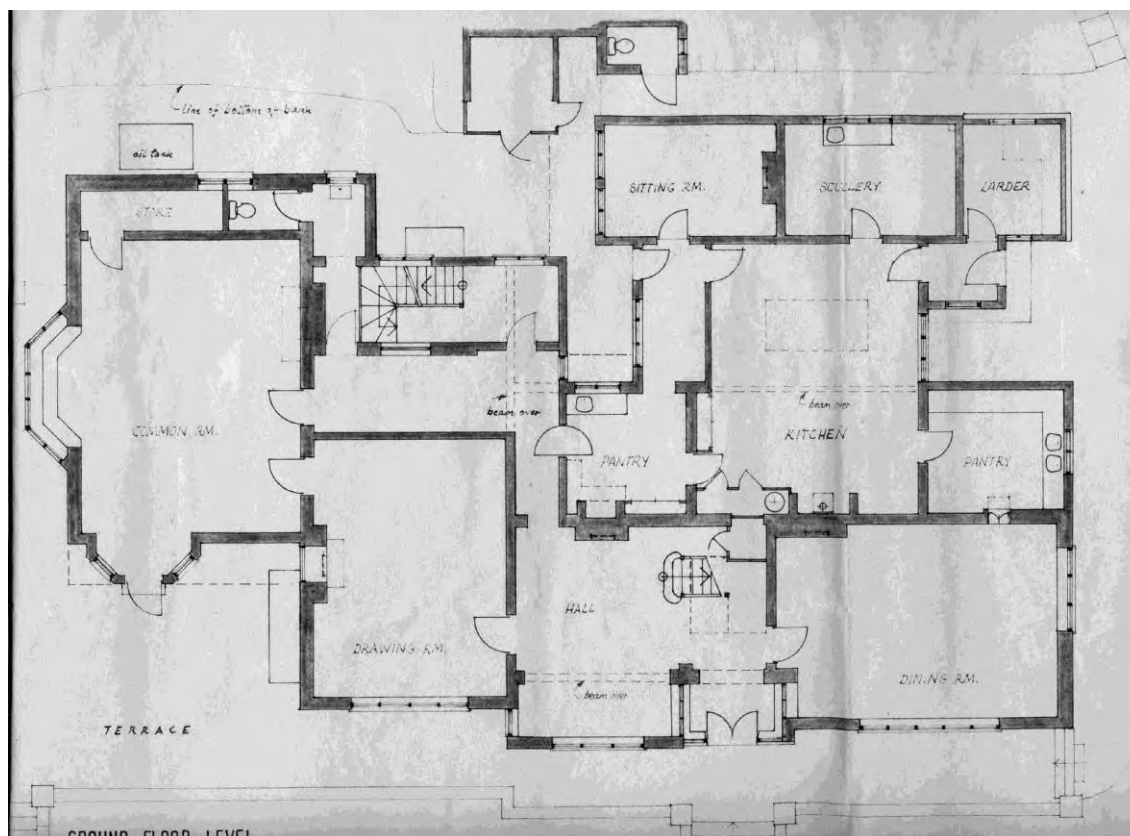 line of bottom of bank
oil tank
STORE
SITTING RM.
SCULLERY
LARDER
beam over
beam over
COMMON RM.
KITCHEN
PANTRY
PANTRY
HALL
DRAWING RM.
DINING RM.
beam over
TERRACE
GROUND FLOOR LEVEL